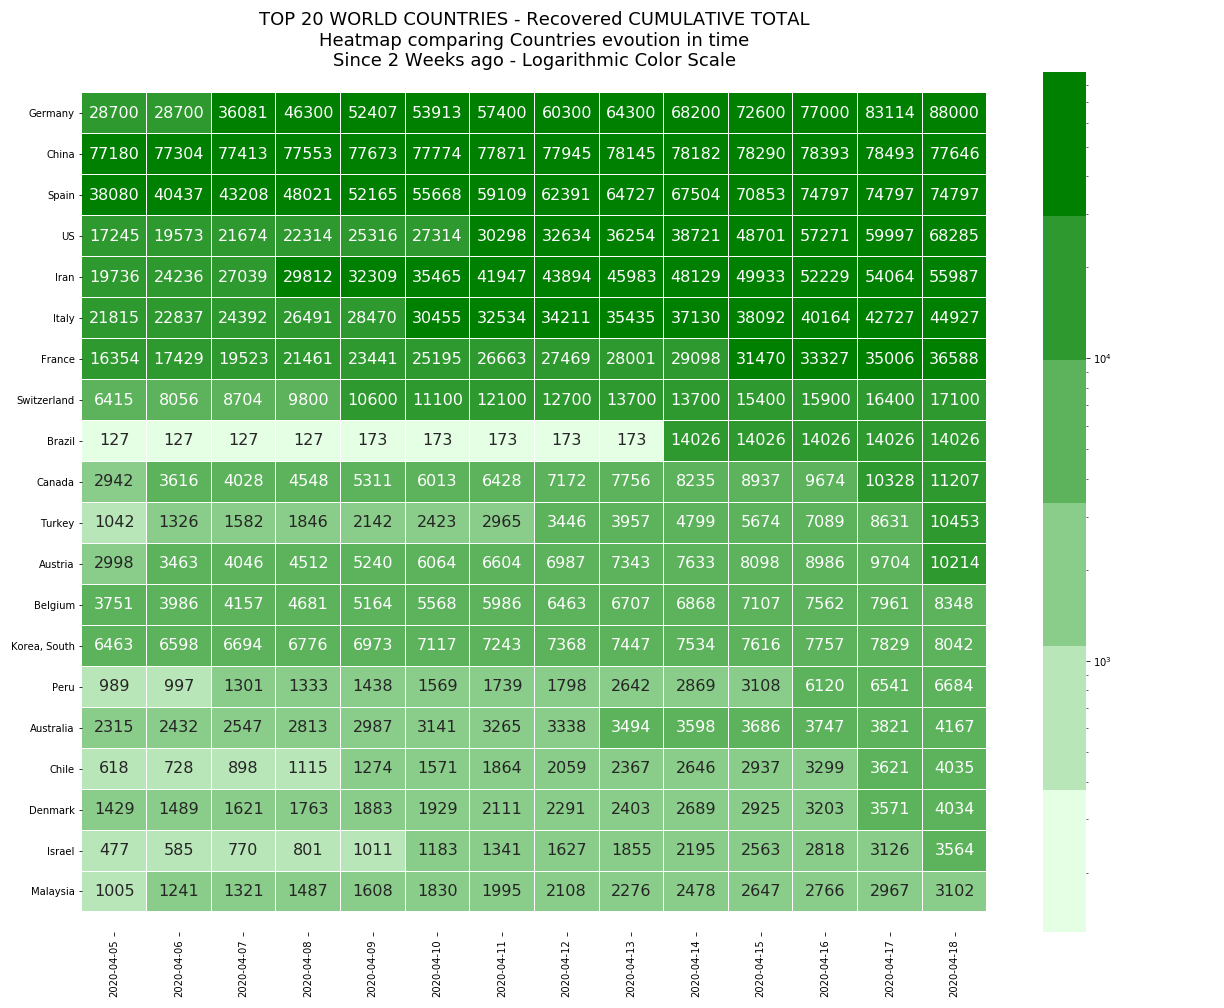 TOP 20 WORLD COUNTRIES - Recovered CUMULATIVE TOTAL
Heatmap comparing Countries evoution in time
Since 2 Weeks ago - Logarithmic Color Scale
Germany 28700 28700 36081 46300 52407 53913 57400 60300 64300 68200 72600 77000 83114 88000
China 77180 77304 77413 77553 77673 77774 77871 77945 78145 78182 78290 78393 78493 77646
Spain 38080 40437 43208 48021 52165 55668 59109 62391 64727 67504 70853 74797 74797 74797
US 17245 19573 21674 22314 25316 27314 30298 32634 36254 38721 48701 57271 59997 68285
Iran 19736 24236 27039 29812 32309 35465 41947 43894 45983 48129 49933 52229 54064 55987
Italy 21815 22837 24392 26491 28470 30455 32534 34211 35435 37130 38092 40164 42727 44927
France 16354 17429 19523 21461 23441 25195 26663 27469 28001 29098 31470 33327 35006 36588
10⁴
Switzerland 6415 8056 8704 9800 10600 11100 12100 12700 13700 13700 15400 15900 16400 17100
Brazil 127 127 127 127 173 173 173 173 173 14026 14026 14026 14026 14026
Canada 2942 3616 4028 4548 5311 6013 6428 7172 7756 8235 8937 9674 10328 11207
Turkey 1042 1326 1582 1846 2142 2423 2965 3446 3957 4799 5674 7089 8631 10453
Austria 2998 3463 4046 4512 5240 6064 6604 6987 7343 7633 8098 8986 9704 10214
Belgium 3751 3986 4157 4681 5164 5568 5986 6463 6707 6868 7107 7562 7961 8348
Korea, South 6463 6598 6694 6776 6973 7117 7243 7368 7447 7534 7616 7757 7829 8042
10³
Peru 989 997 1301 1333 1438 1569 1739 1798 2642 2869 3108 6120 6541 6684
Australia 2315 2432 2547 2813 2987 3141 3265 3338 3494 3598 3686 3747 3821 4167
Chile 618 728 898 1115 1274 1571 1864 2059 2367 2646 2937 3299 3621 4035
Denmark 1429 1489 1621 1763 1883 1929 2111 2291 2403 2689 2925 3203 3571 4034
Israel 477 585 770 801 1011 1183 1341 1627 1855 2195 2563 2818 3126 3564
Malaysia 1005 1241 1321 1487 1608 1830 1995 2108 2276 2478 2647 2766 2967 3102
2020-04-05 2020-04-06 2020-04-07 2020-04-08 2020-04-09 2020-04-10 2020-04-11 2020-04-12 2020-04-13 2020-04-14 2020-04-15 2020-04-16 2020-04-17 2020-04-18